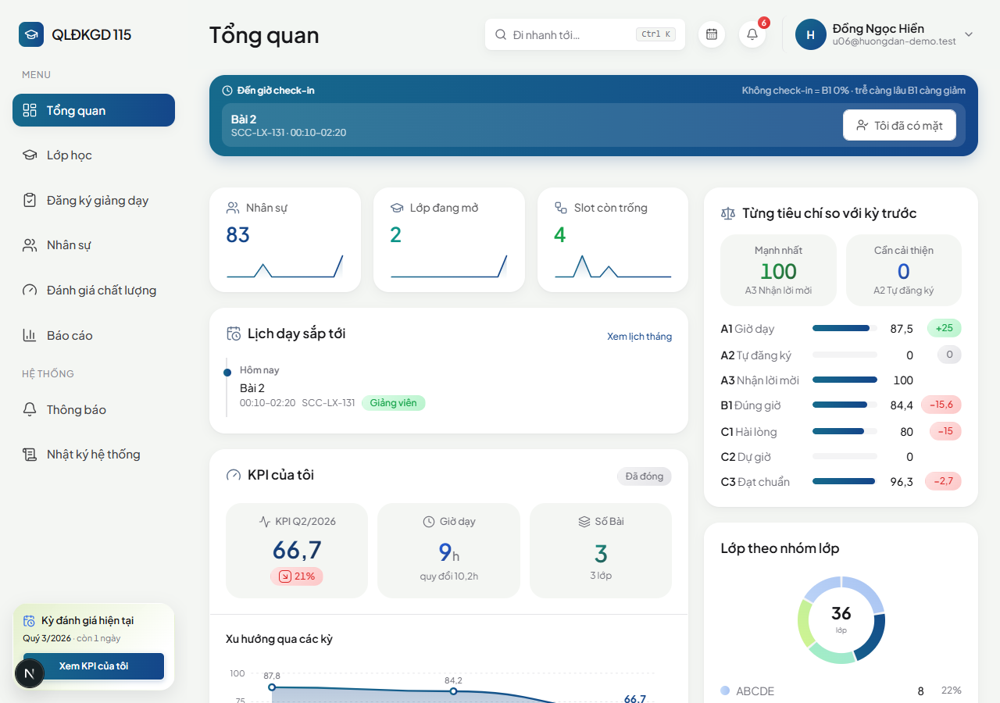 QLĐKGD 115
MENU
Tổng quan
Lớp học
Đăng ký giảng dạy
Nhân sự
Đánh giá chất lượng
Báo cáo
HỆ THỐNG
Thông báo
Nhật ký hệ thống
Kỳ đánh giá hiện tại
Quý 3/2026 · còn 1 ngày
Xem KPI của tôi
N
Tổng quan
Đi nhanh tới...
Ctrl K
6
H
Đồng Ngọc Hiền
u06@huongdan-demo.test
Đến giờ check-in
Không check-in = B1 0% · trễ càng lâu B1 càng giảm
Bài 2
SCC-LX-131 · 00:10–02:20
Tôi đã có mặt
Nhân sự
83
Lớp đang mở
2
Slot còn trống
4
Lịch dạy sắp tới
Xem lịch tháng
Hôm nay
Bài 2
00:10–02:20 SCC-LX-131 Giảng viên
KPI của tôi
Đã đóng
KPI Q2/2026
66,7
21%
Giờ dạy
9h
quy đổi 10,2h
Số Bài
3
3 lớp
Xu hướng qua các kỳ
100
87,8
84,2
75
66,7
Từng tiêu chí so với kỳ trước
Mạnh nhất
100
A3 Nhận lời mời
Cần cải thiện
0
A2 Tự đăng ký
A1 Giờ dạy 87,5 +25
A2 Tự đăng ký 0 0
A3 Nhận lời mời 100
B1 Đúng giờ 84,4 −15,6
C1 Hài lòng 80 −15
C2 Dự giờ 0
C3 Đạt chuẩn 96,3 −2,7
Lớp theo nhóm lớp
36
lớp
ABCDE 8 22%